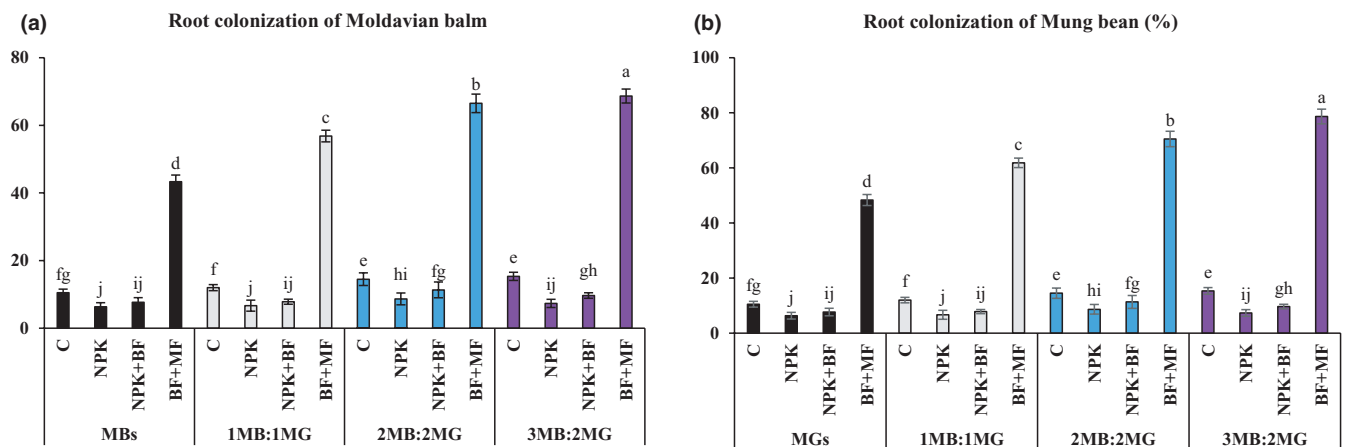 (a)
Root colonization of Moldavian balm
80
60
40
20
0
fg
j
ij
d
f
j
ij
c
e
hi
fg
b
e
ij
gh
a
C
NPK
NPK+BF
BF+MF
C
NPK
NPK+BF
BF+MF
C
NPK
NPK+BF
BF+MF
C
NPK
NPK+BF
BF+MF
MBs
1MB:1MG
2MB:2MG
3MB:2MG
(b)
Root colonization of Mung bean (%)
100
80
60
40
20
0
fg
j
ij
d
f
j
ij
c
e
hi
fg
b
e
ij
gh
a
C
NPK
NPK+BF
BF+MF
C
NPK
NPK+BF
BF+MF
C
NPK
NPK+BF
BF+MF
C
NPK
NPK+BF
BF+MF
MGs
1MB:1MG
2MB:2MG
3MB:2MG